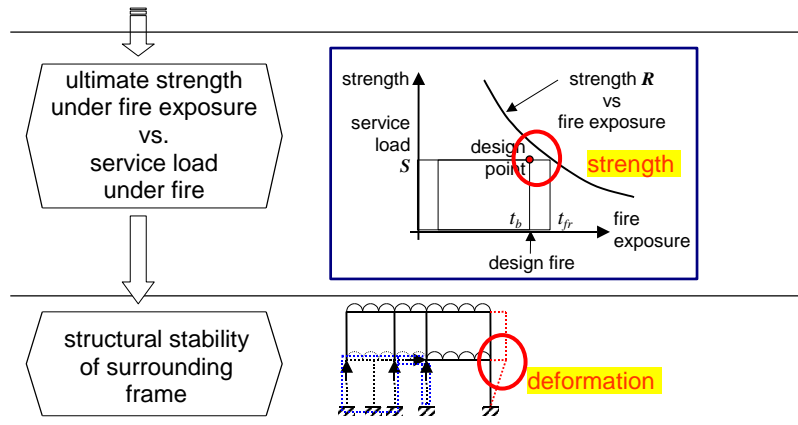 ultimate strength
under fire exposure
vs.
service load
under fire
strength
strength R
vs
fire exposure
service
load
S
design
point
strength
t_b
t_fr
fire
exposure
design fire
structural stability
of surrounding
frame
deformation